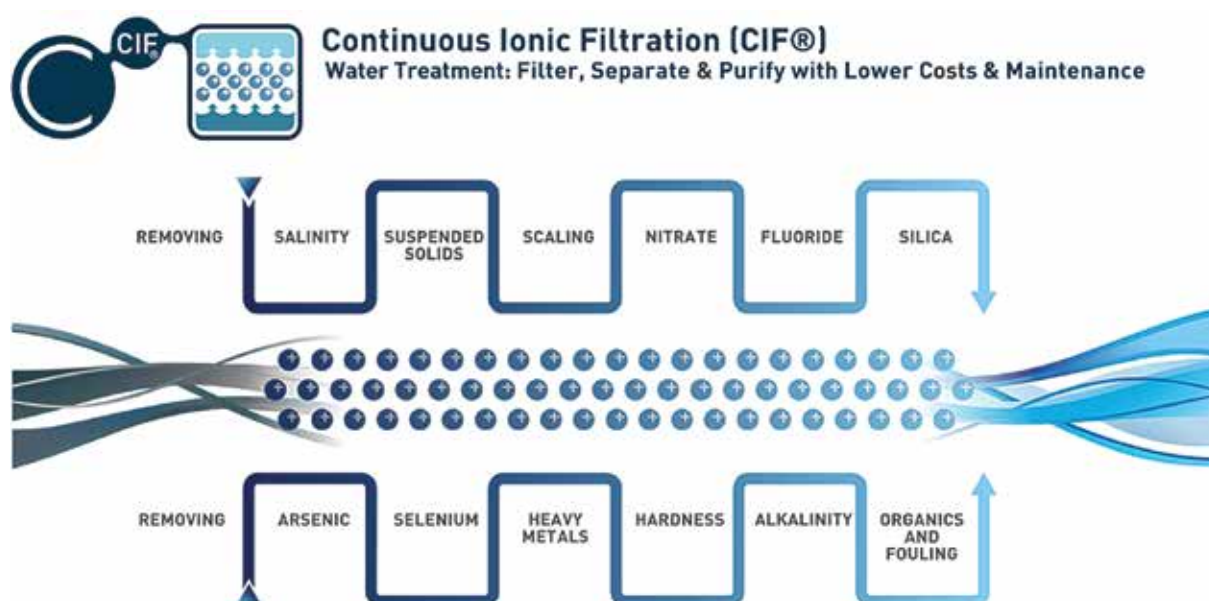 CIF®
Continuous Ionic Filtration (CIF®)
Water Treatment: Filter, Separate & Purify with Lower Costs & Maintenance
REMOVING
SALINITY
SUSPENDED
SOLIDS
SCALING
NITRATE
FLUORIDE
SILICA
REMOVING
ARSENIC
SELENIUM
HEAVY
METALS
HARDNESS
ALKALINITY
ORGANICS
AND
FOULING